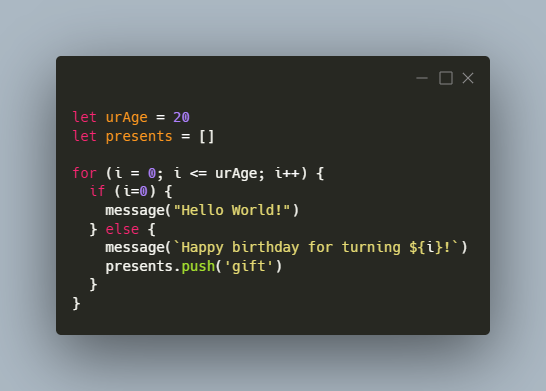 let urAge = 20
let presents = []

for (i = 0; i <= urAge; i++) {
  if (i=0) {
    message("Hello World!")
  } else {
    message(`Happy birthday for turning ${i}!`)
    presents.push('gift')
  }
}